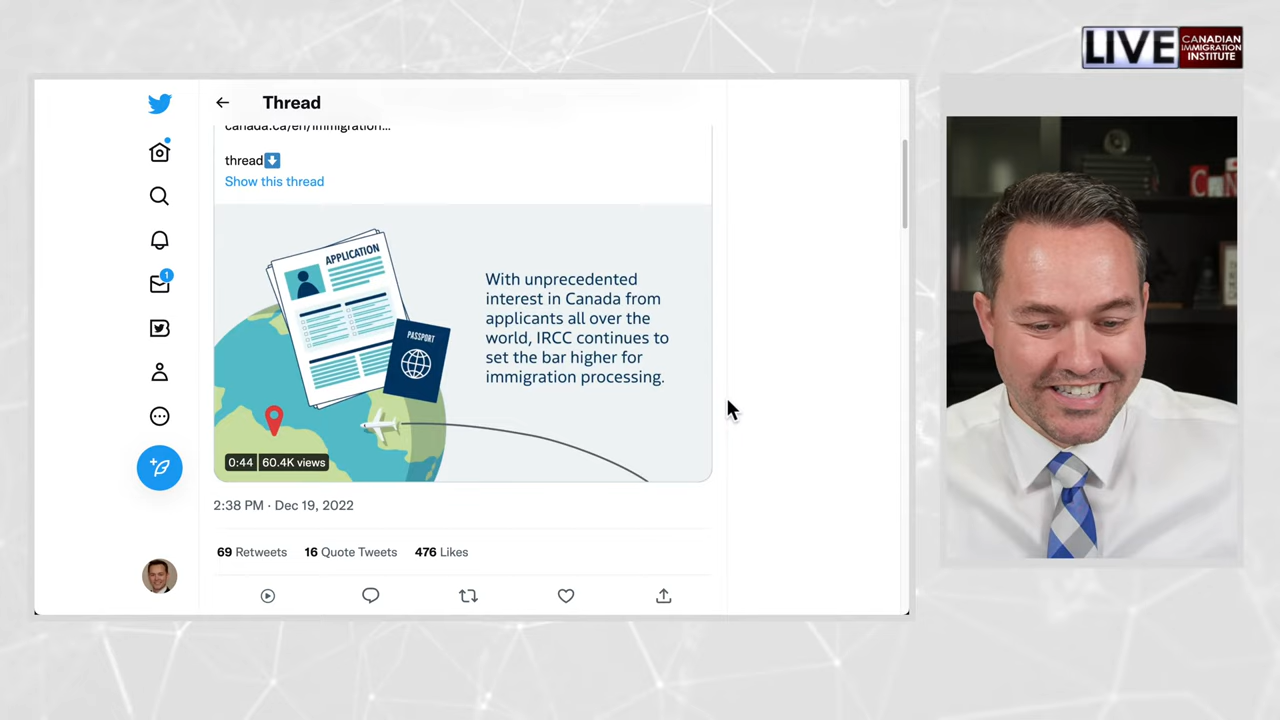 LIVE
CANADIAN
IMMIGRATION
INSTITUTE
Thread
canada.ca/en/immigration...
thread
Show this thread
APPLICATION
PASSPORT
With unprecedented
interest in Canada from
applicants all over the
world, IRCC continues to
set the bar higher for
immigration processing.
0:44 60.4K views
1
2:38 PM · Dec 19, 2022
69 Retweets 16 Quote Tweets 476 Likes